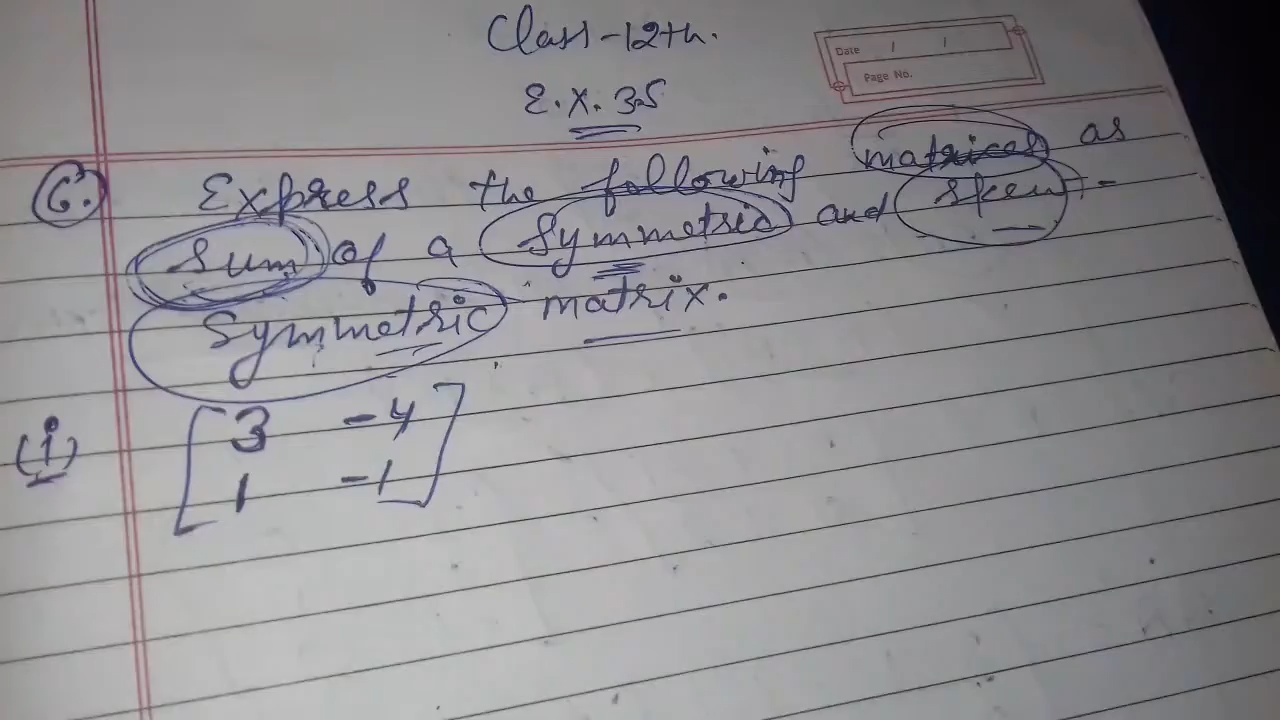 Class-12th.
Date / /
Page No.
E.X. 3.5
6. Express the following matrices as
Sum of a Symmetric and Skew-
Symmetric matrix.
(i) [3 -4
1 -1]